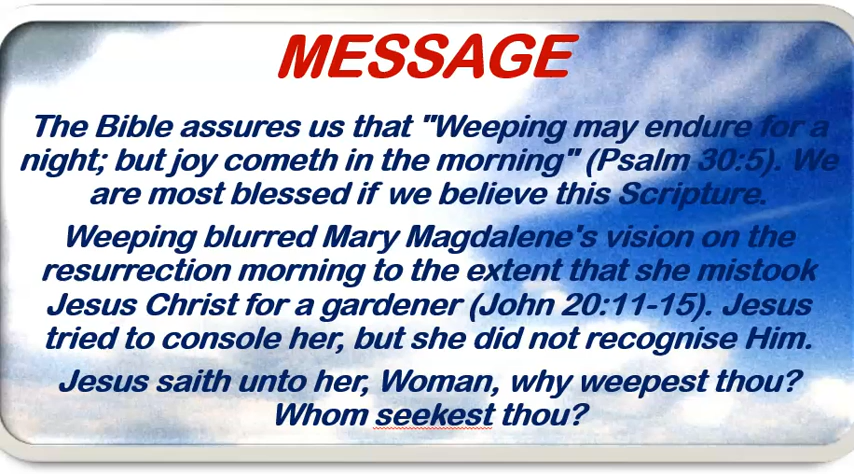 MESSAGE
The Bible assures us that "Weeping may endure for a
night; but joy cometh in the morning" (Psalm 30:5). We
are most blessed if we believe this Scripture.
Weeping blurred Mary Magdalene's vision on the
resurrection morning to the extent that she mistook
Jesus Christ for a gardener (John 20:11-15). Jesus
tried to console her, but she did not recognise Him.
Jesus saith unto her, Woman, why weepest thou?
Whom seekest thou?